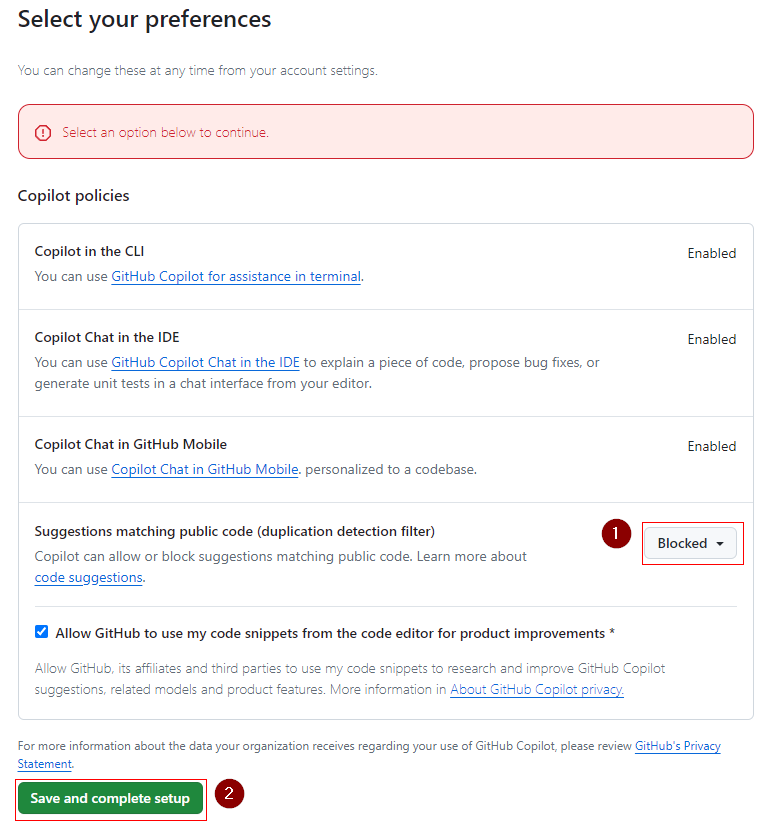 Select your preferences
You can change these at any time from your account settings.
Select an option below to continue.
Copilot policies
Copilot in the CLI
Enabled
You can use GitHub Copilot for assistance in terminal.
Copilot Chat in the IDE
Enabled
You can use GitHub Copilot Chat in the IDE to explain a piece of code, propose bug fixes, or
generate unit tests in a chat interface from your editor.
Copilot Chat in GitHub Mobile
Enabled
You can use Copilot Chat in GitHub Mobile. personalized to a codebase.
Suggestions matching public code (duplication detection filter)
1
Blocked
Copilot can allow or block suggestions matching public code. Learn more about
code suggestions.
Allow GitHub to use my code snippets from the code editor for product improvements *
Allow GitHub, its affiliates and third parties to use my code snippets to research and improve GitHub Copilot
suggestions, related models and product features. More information in About GitHub Copilot privacy.
For more information about the data your organization receives regarding your use of GitHub Copilot, please review GitHub's Privacy
Statement.
Save and complete setup
2